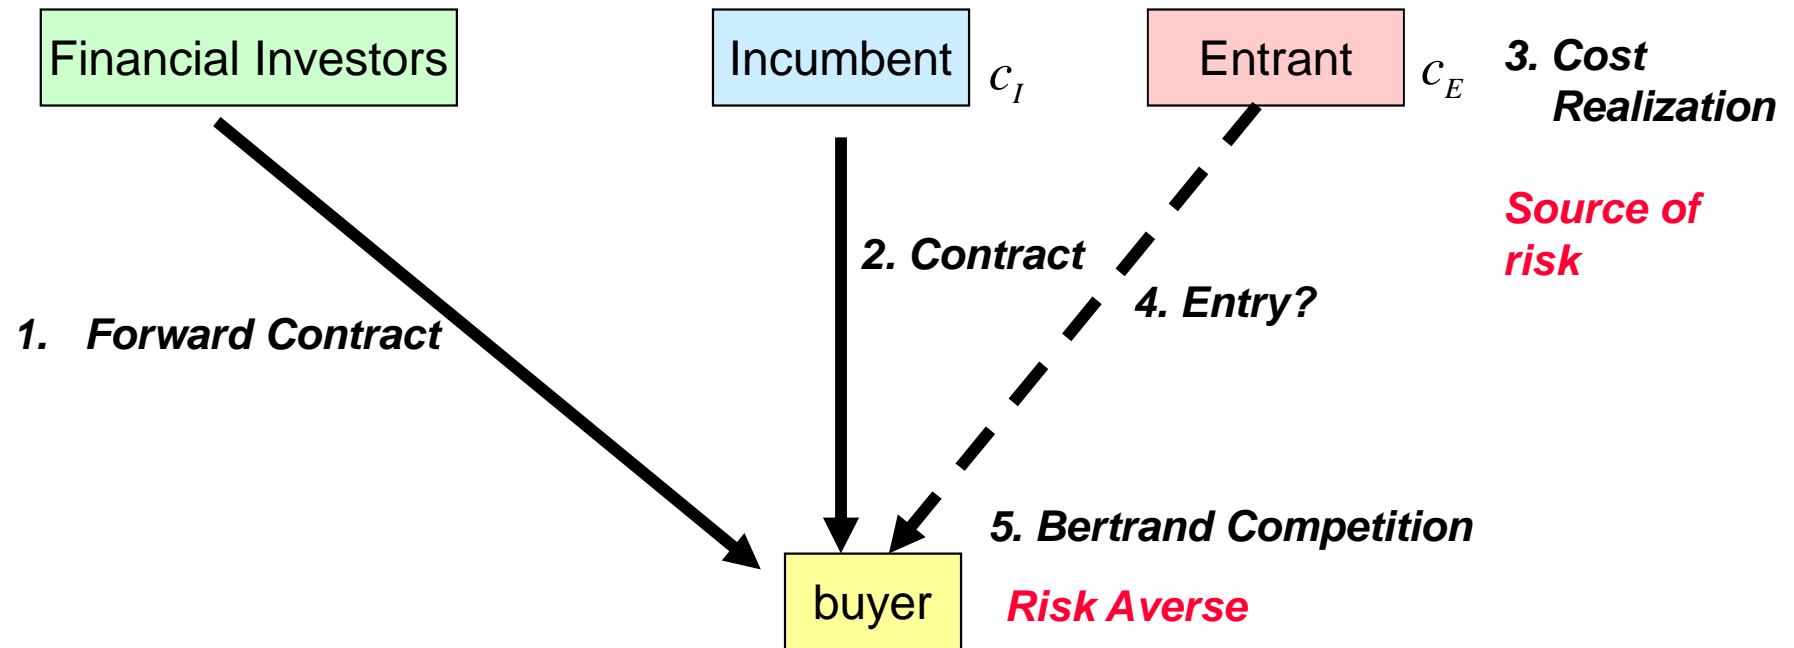 Financial Investors
Incumbent
c_I
Entrant
c_E
3. Cost
Realization
Source of
risk
2. Contract
4. Entry?
1. Forward Contract
5. Bertrand Competition
buyer
Risk Averse